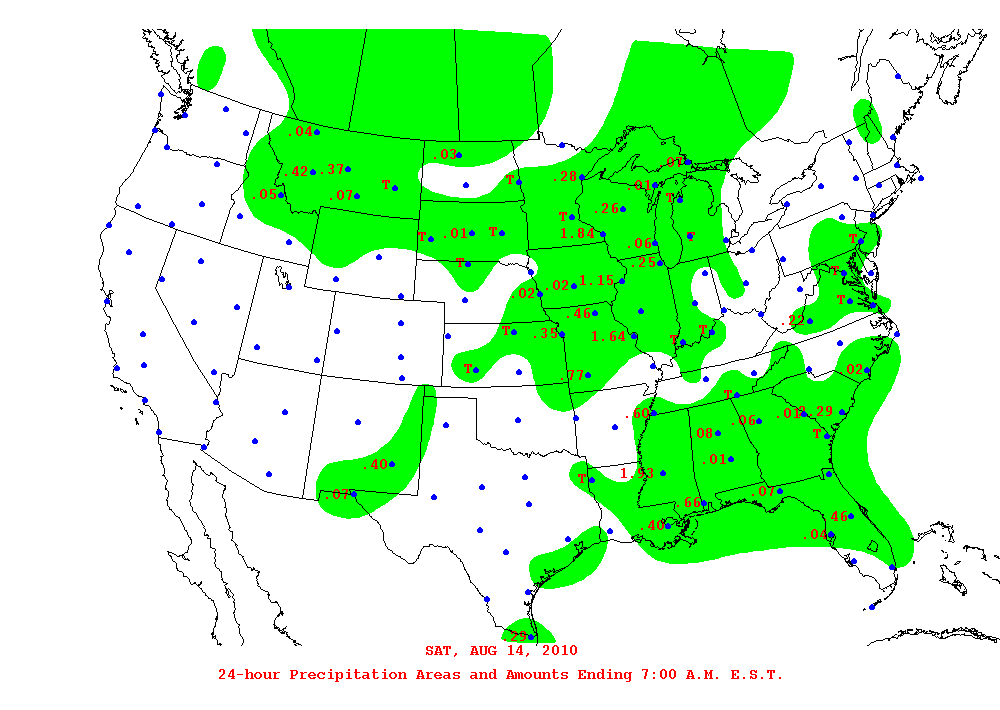 .04
.03
.01
.42 .37
.28
.01
.05
.07
T
T
T
.26
T
T
.01
T
1.84
T
T
.06
T
.25
T
.02
.02
1.15
T
.46
.22
T
.35
1.64
T
T
T
.77
.02
T
.60
.01
.29
.06
.08
T
.40
.01
T
1.93
.07
.07
.66
.46
.40
.04
.29
SAT, AUG 14, 2010
24-hour Precipitation Areas and Amounts Ending 7:00 A.M. E.S.T.